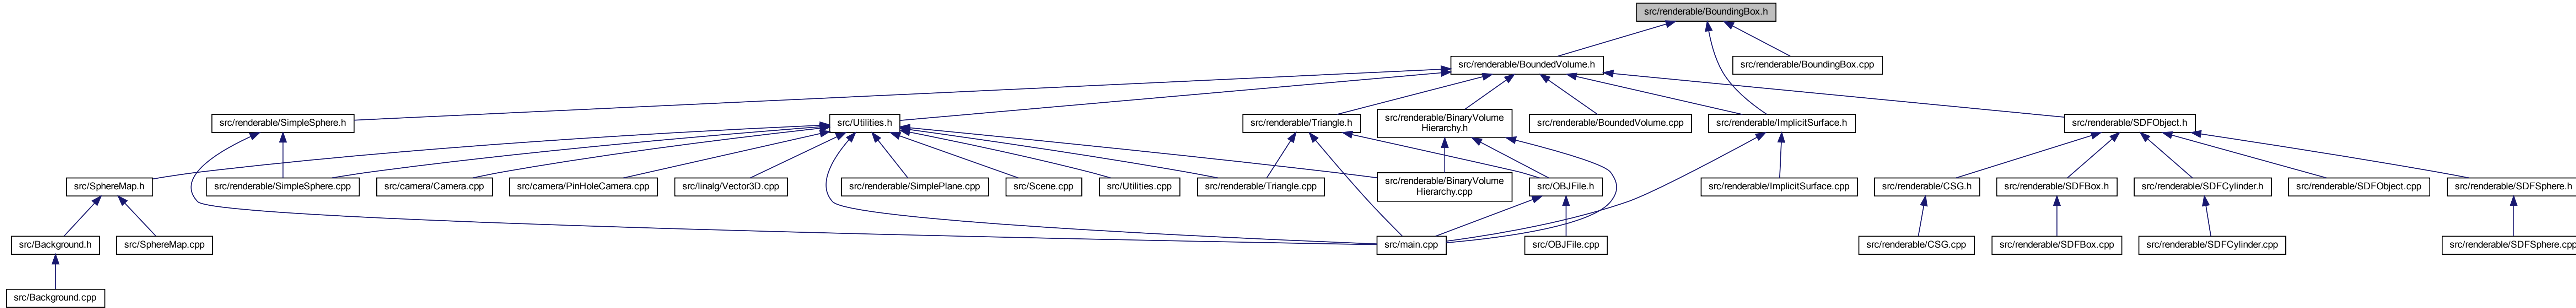 src/renderable/BoundingBox.h
src/renderable/BoundedVolume.h
src/renderable/BoundingBox.cpp
src/renderable/SimpleSphere.h
src/Utilities.h
src/renderable/Triangle.h
src/renderable/BinaryVolume
Hierarchy.h
src/renderable/BoundedVolume.cpp
src/renderable/ImplicitSurface.h
src/renderable/SDFObject.h
src/SphereMap.h
src/renderable/SimpleSphere.cpp
src/camera/Camera.cpp
src/camera/PinHoleCamera.cpp
src/linalg/Vector3D.cpp
src/renderable/SimplePlane.cpp
src/Scene.cpp
src/Utilities.cpp
src/renderable/Triangle.cpp
src/renderable/BinaryVolume
Hierarchy.cpp
src/OBJFile.h
src/renderable/ImplicitSurface.cpp
src/renderable/CSG.h
src/renderable/SDFBox.h
src/renderable/SDFCylinder.h
src/renderable/SDFObject.cpp
src/renderable/SDFSphere.h
src/Background.h
src/SphereMap.cpp
src/main.cpp
src/OBJFile.cpp
src/renderable/CSG.cpp
src/renderable/SDFBox.cpp
src/renderable/SDFCylinder.cpp
src/renderable/SDFSphere.cpp
src/Background.cpp